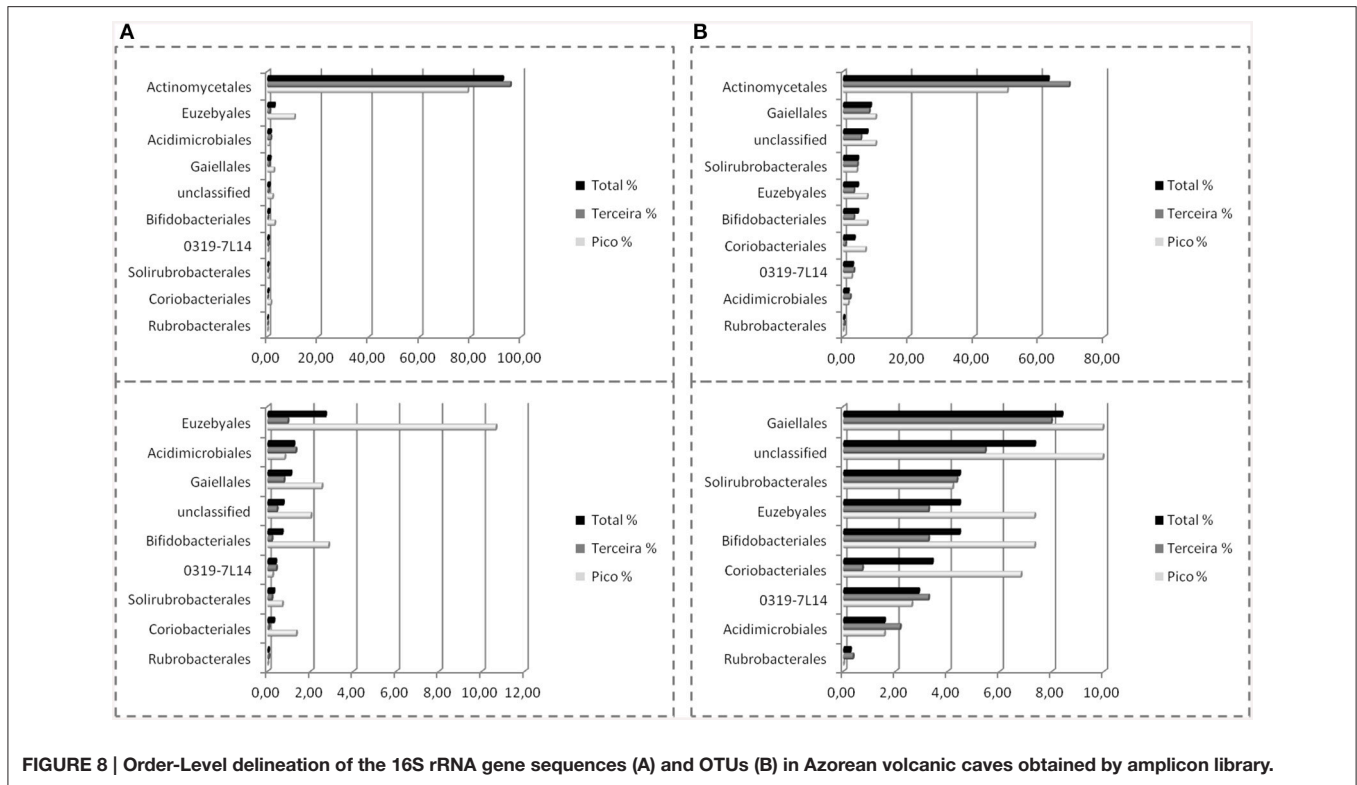 A
Actinomycetales
Euzebyales
Acidimicrobiales
Gaiellales
unclassified
Bifidobacteriales
0319-7L14
Solirubrobacterales
Coriobacteriales
Rubrobacterales
0,00 20,00 40,00 60,00 80,00 100,00
Total %
Terceira %
Pico %
B
Actinomycetales
Gaiellales
unclassified
Solirubrobacterales
Euzebyales
Bifidobacteriales
Coriobacteriales
0319-7L14
Acidimicrobiales
Rubrobacterales
0,00 20,00 40,00 60,00 80,00
Total %
Terceira %
Pico %
Euzebyales
Acidimicrobiales
Gaiellales
unclassified
Bifidobacteriales
0319-7L14
Solirubrobacterales
Coriobacteriales
Rubrobacterales
0,00 2,00 4,00 6,00 8,00 10,00 12,00
Total %
Terceira %
Pico %
Gaiellales
unclassified
Solirubrobacterales
Euzebyales
Bifidobacteriales
Coriobacteriales
0319-7L14
Acidimicrobiales
Rubrobacterales
0,00 2,00 4,00 6,00 8,00 10,00
Total %
Terceira %
Pico %
FIGURE 8 | Order-Level delineation of the 16S rRNA gene sequences (A) and OTUs (B) in Azorean volcanic caves obtained by amplicon library.